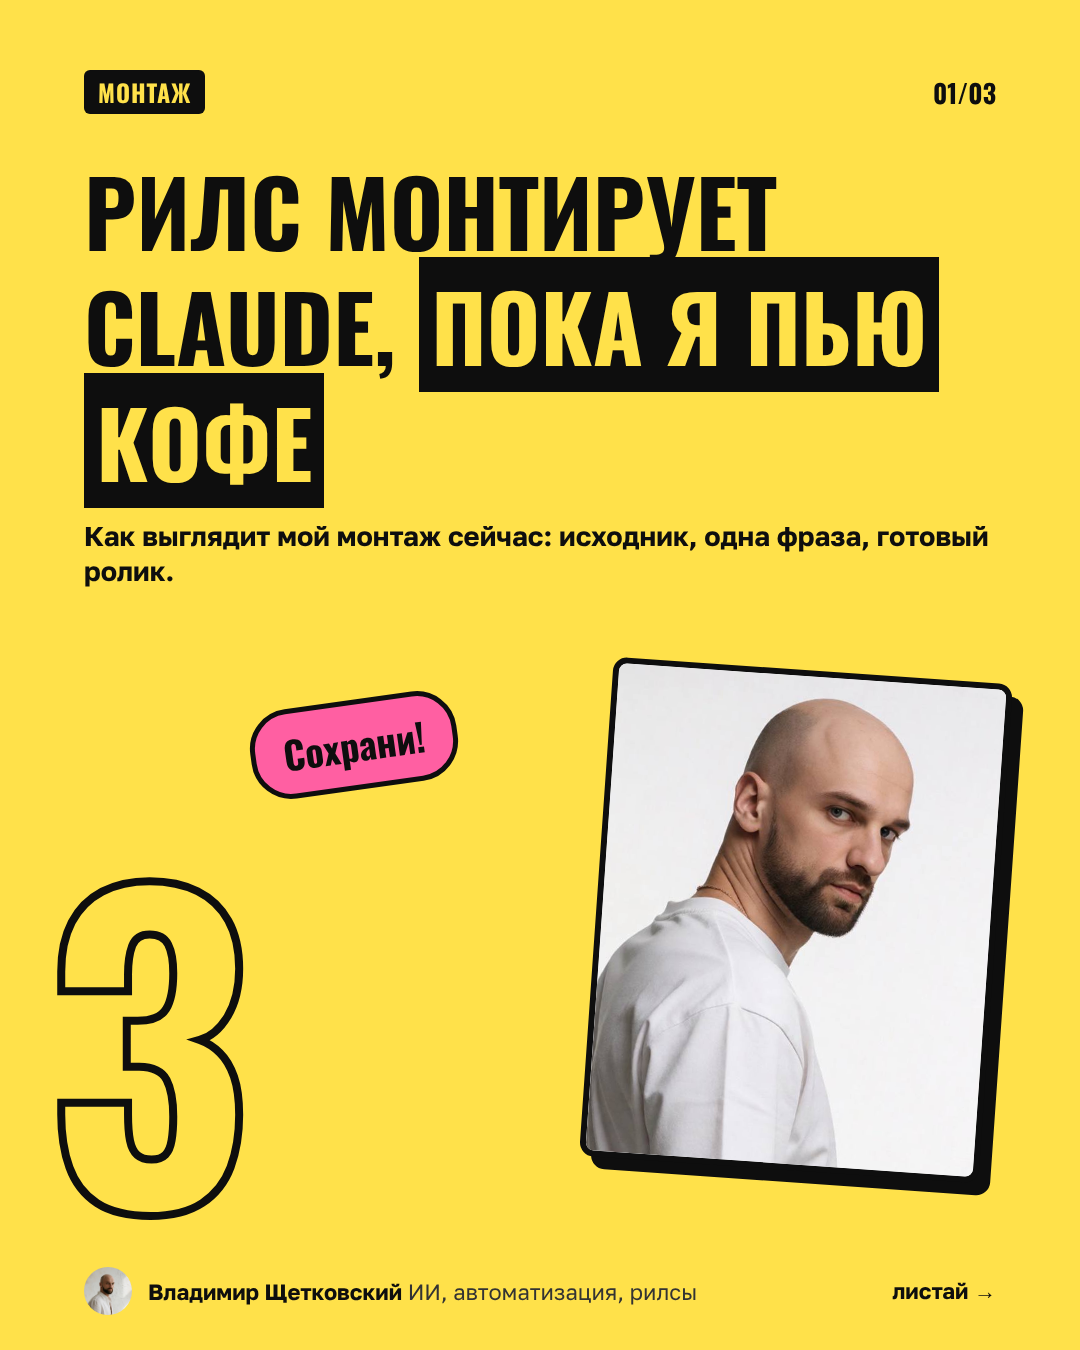 МОНТАЖ
01/03
РИЛС МОНТИРУЕТ
CLAUDE, ПОКА Я ПЬЮ
КОФЕ
Как выглядит мой монтаж сейчас: исходник, одна фраза, готовый
ролик.
Сохрани!
3
Владимир Щетковский ИИ, автоматизация, рилсы
листай →